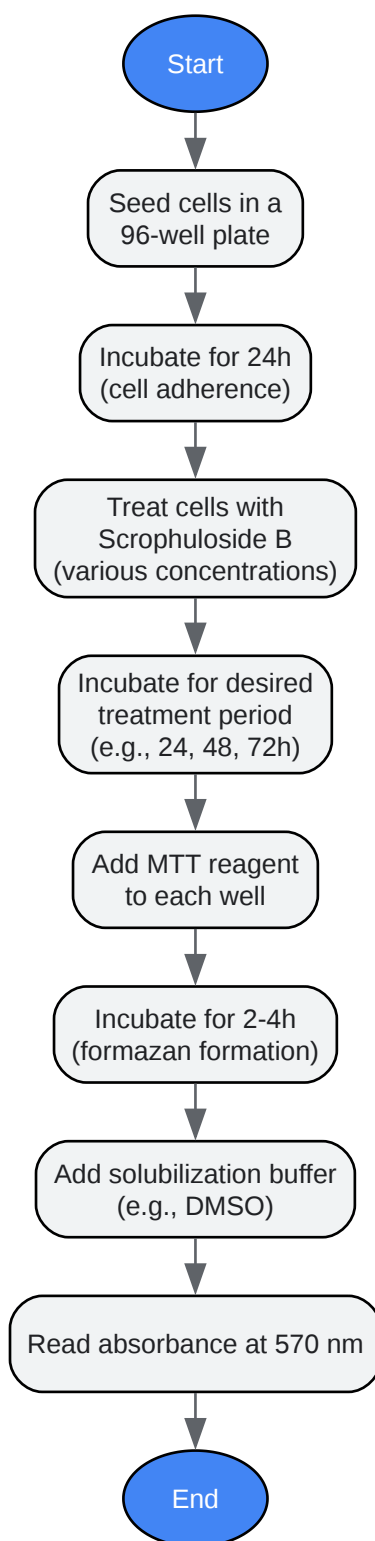 Start
Seed cells in a
96-well plate
Incubate for 24h
(cell adherence)
Treat cells with
Scrophuloside B
(various concentrations)
Incubate for desired
treatment period
(e.g., 24, 48, 72h)
Add MTT reagent
to each well
Incubate for 2-4h
(formazan formation)
Add solubilization buffer
(e.g., DMSO)
Read absorbance at 570 nm
End